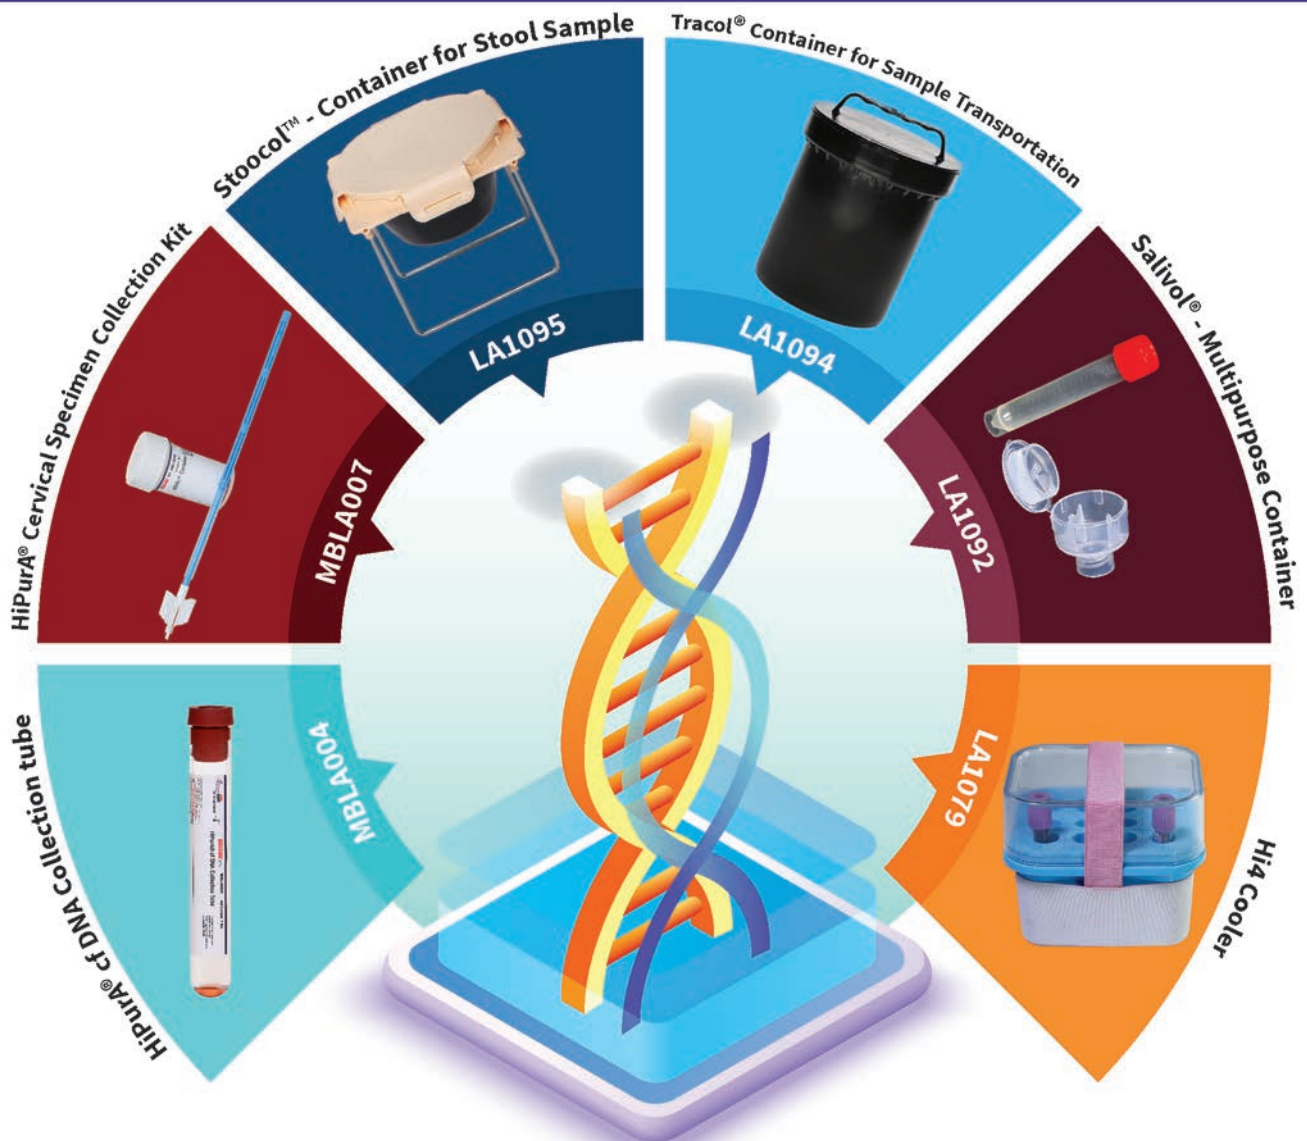 Stoocol™ - Container for Stool Sample
Tracol® Container for Sample Transportation
HiPurA® Cervical Specimen Collection Kit
Salivol® - Multipurpose Container
LA1095
LA1094
MBLA007
LA1092
MBLA004
LA1079
HiPurA® cf DNA Collection tube
Hi4 Cooler